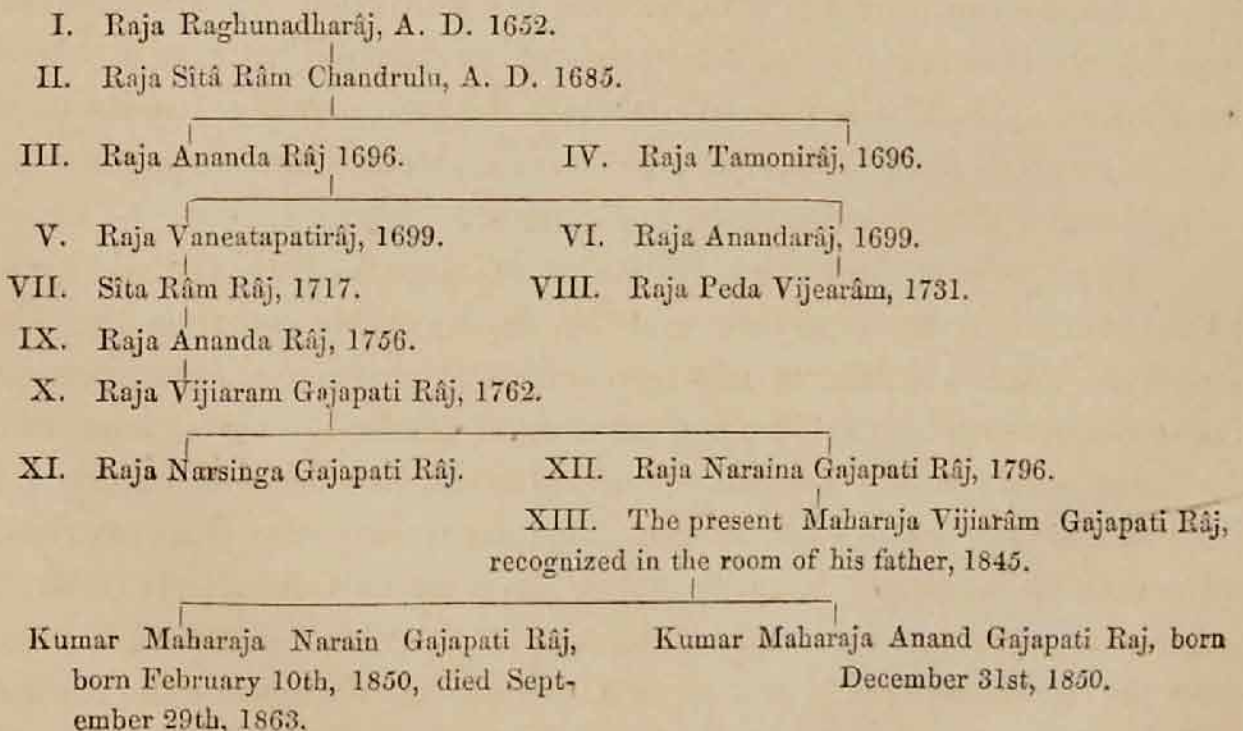 I. Raja Raghunadharâj, A. D. 1652.
II. Raja Sîtâ Râm Chandrulu, A. D. 1685.
III. Raja Ananda Râj 1696. IV. Raja Tamonirâj, 1696.
V. Raja Vaneatapatirâj, 1699. VI. Raja Anandarâj, 1699.
VII. Sîta Râm Râj, 1717. VIII. Raja Peda Vijearâm, 1731.
IX. Raja Ananda Râj, 1756.
X. Raja Vijiaram Gajapati Râj, 1762.
XI. Raja Narsinga Gajapati Râj. XII. Raja Naraina Gajapati Râj, 1796.
XIII. The present Maharaja Vijiarâm Gajapati Râj,
recognized in the room of his father, 1845.
Kumar Maharaja Narain Gajapati Râj,
born February 10th, 1850, died Sept-
ember 29th, 1863.
Kumar Maharaja Anand Gajapati Raj, born
December 31st, 1850.